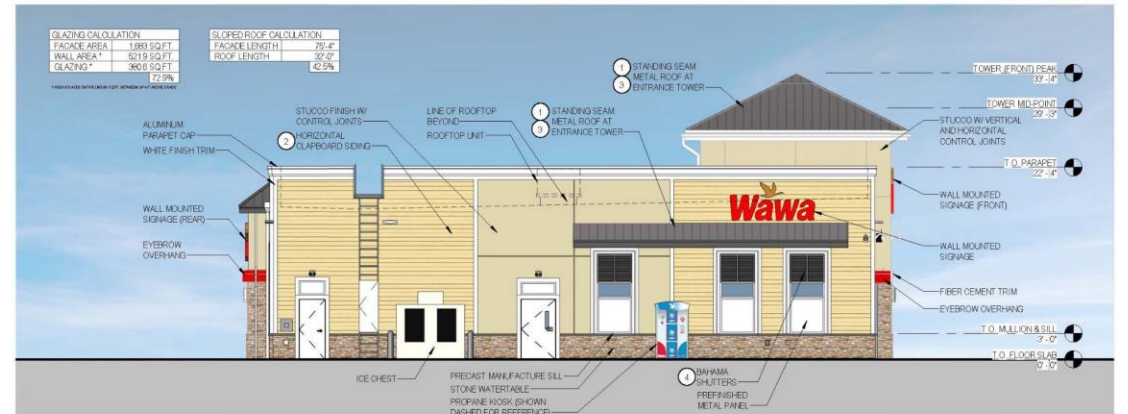 GLAZING CALCULATION
FACADE AREA 1,663 SQ.FT.
WALL AREA * 521.9 SQ.FT.
GLAZING * 380.6 SQ.FT.
72.9%
SLOPED ROOF CALCULATION
FACADE LENGTH 75'-4"
ROOF LENGTH 32'-0"
42.5%
1 STANDING SEAM
METAL ROOF AT
3 ENTRANCE TOWER
TOWER (FRONT) PEAK
33' - 4"
TOWER MID-POINT
29' - 3"
STUCCO W/ VERTICAL
AND HORIZONTAL
CONTROL JOINTS
T.O. PARAPET
22' - 4"
ALUMINUM
PARAPET CAP
WHITE FINISH TRIM
STUCCO FINISH W/
CONTROL JOINTS
2 HORIZONTAL
CLAPBOARD SIDING
LINE OF ROOFTOP
BEYOND
ROOFTOP UNIT
1 STANDING SEAM
METAL ROOF AT
3 ENTRANCE TOWER
Wawa
WALL MOUNTED
SIGNAGE (REAR)
EYEBROW
OVERHANG
WALL MOUNTED
SIGNAGE (FRONT)
WALL MOUNTED
SIGNAGE
FIBER CEMENT TRIM
EYEBROW OVERHANG
T.O. MULLION & SILL
3' - 0"
T.O. FLOOR SLAB
0' - 0"
ICE CHEST
PRECAST MANUFACTURE SILL
STONE WATERTABLE
PROPANE KIOSK (SHOWN
DASHED FOR REFERENCE)
4 BAHAMA
SHUTTERS
PREFINISHED
METAL PANEL